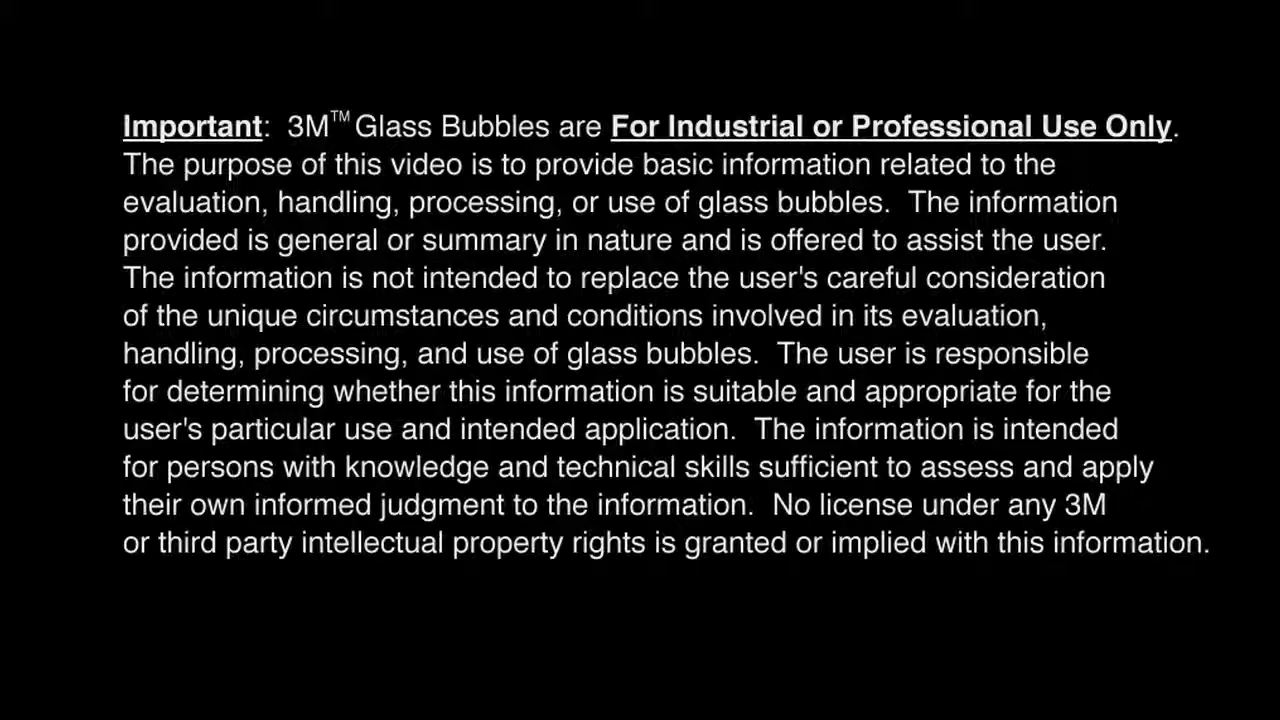 Important:  3M™ Glass Bubbles are For Industrial or Professional Use Only.
The purpose of this video is to provide basic information related to the
evaluation, handling, processing, or use of glass bubbles.  The information
provided is general or summary in nature and is offered to assist the user.
The information is not intended to replace the user's careful consideration
of the unique circumstances and conditions involved in its evaluation,
handling, processing, and use of glass bubbles.  The user is responsible
for determining whether this information is suitable and appropriate for the
user's particular use and intended application.  The information is intended
for persons with knowledge and technical skills sufficient to assess and apply
their own informed judgment to the information.  No license under any 3M
or third party intellectual property rights is granted or implied with this information.